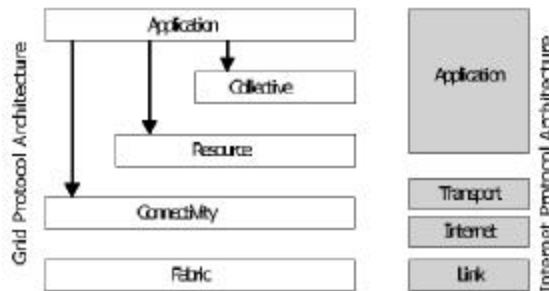 Grid Protocol Architecture
Application
Collective
Resource
Connectivity
Fabric
Application
Transport
Internet
Link
Internet Protocol Architecture